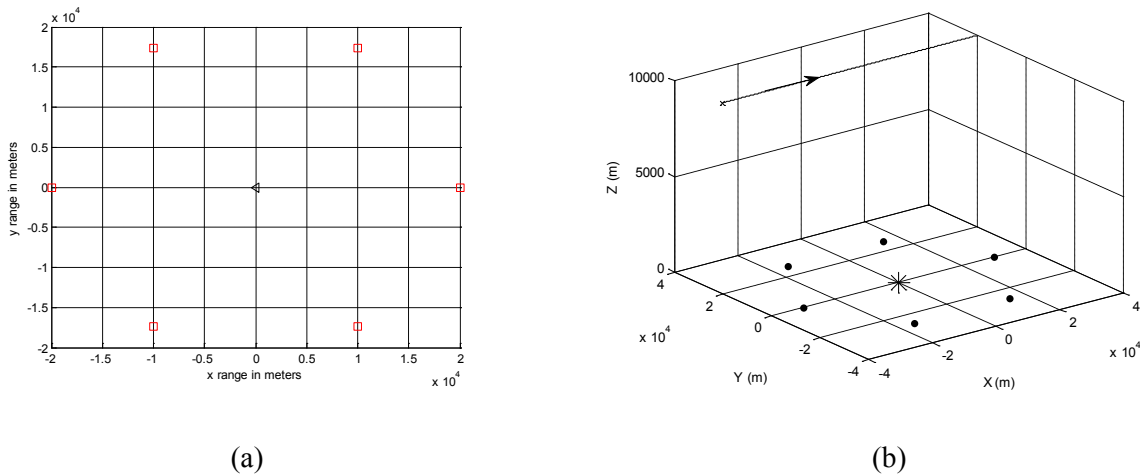 x 10^4
2
1.5
1
0.5
0
-0.5
-1
-1.5
-2
y range in meters
-2 -1.5 -1 -0.5 0 0.5 1 1.5 2
x range in meters
x 10^4
(a)
10000
5000
0
Z (m)
4
2
0
-2
-4
x 10^4
Y (m)
-4
-2
0
2
4
x 10^4
X (m)
(b)